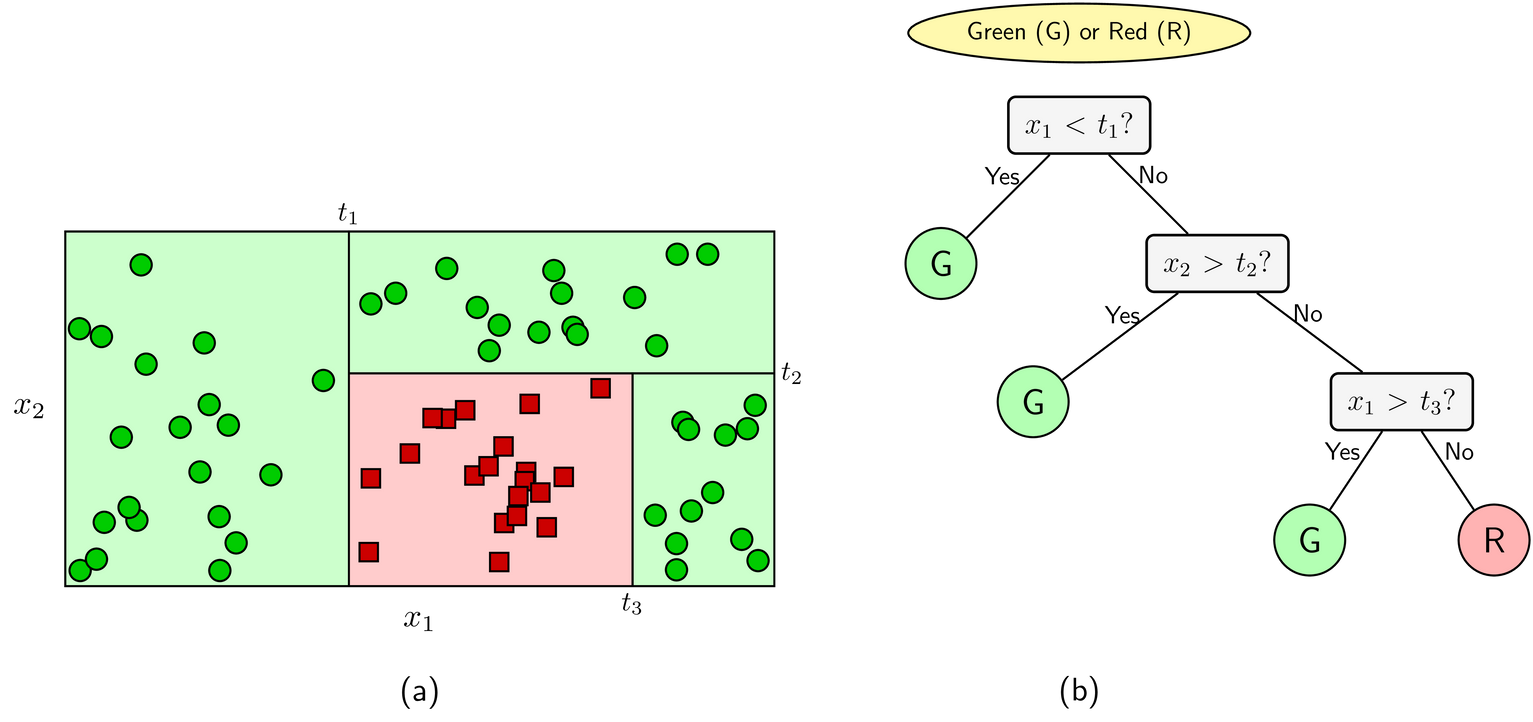 t₁
t₂
x₂
t₃
x₁
(a)
Green (G) or Red (R)
x₁ < t₁?
Yes
No
G
x₂ > t₂?
Yes
No
G
x₁ > t₃?
Yes
No
G
R
(b)